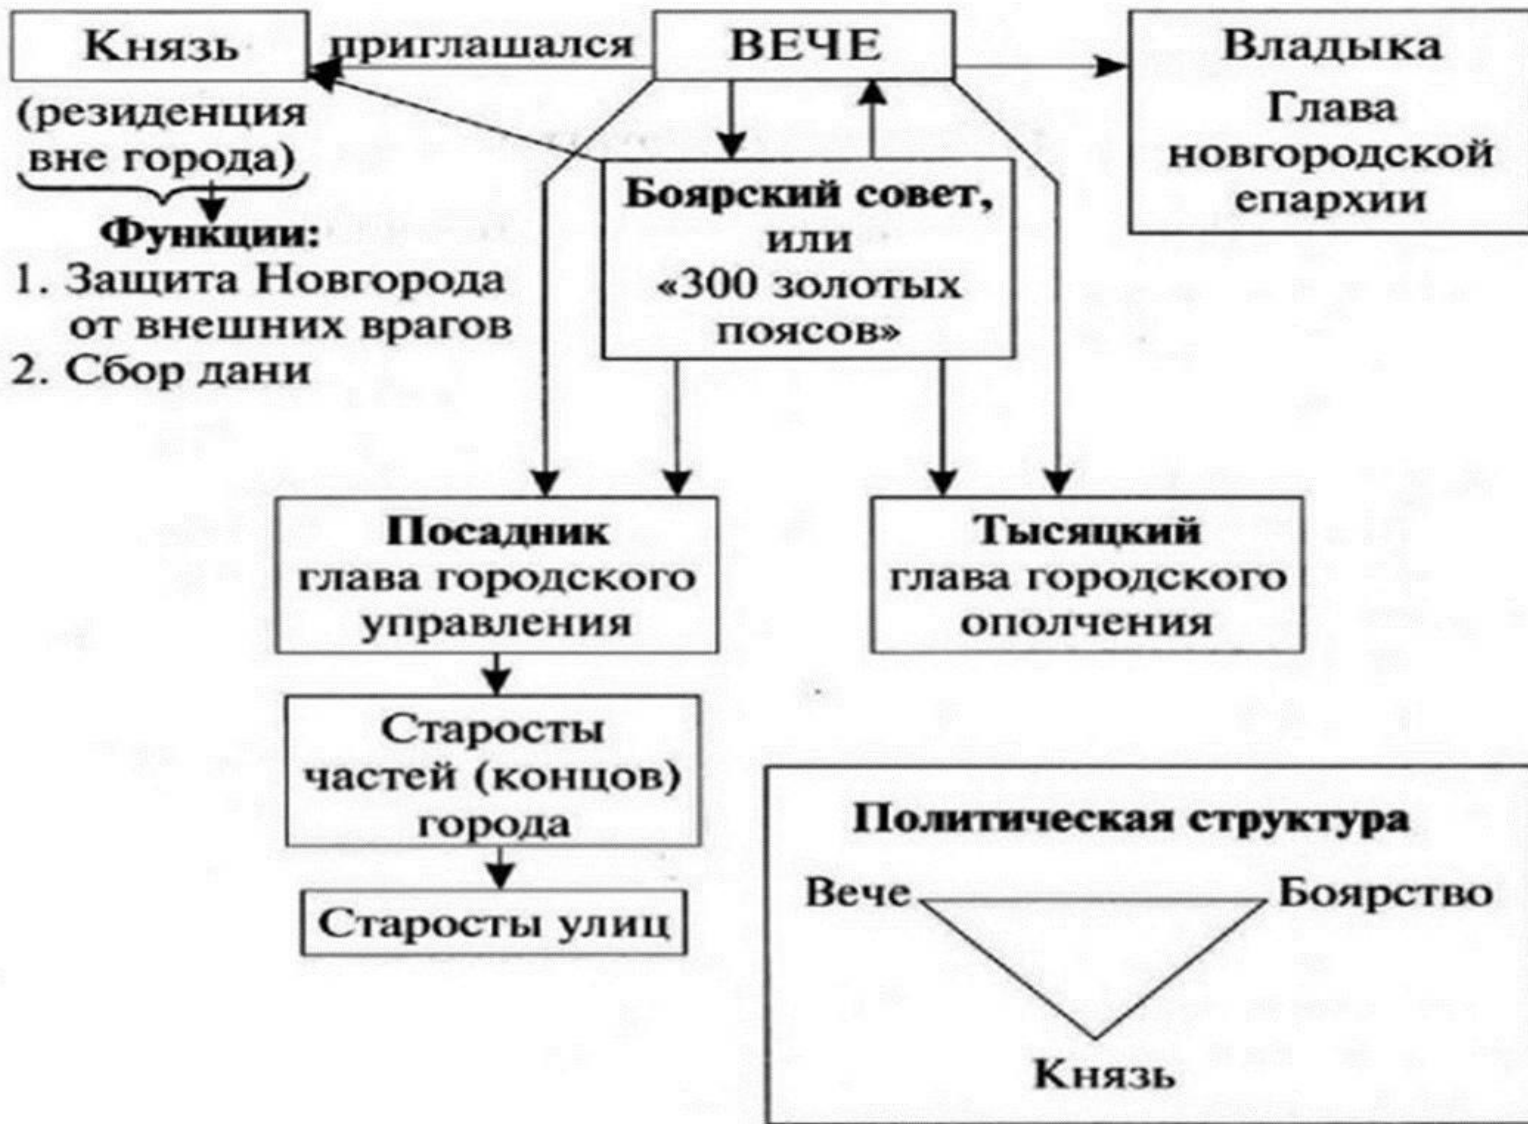 Князь
приглашался
ВЕЧЕ
Владыка
Глава
новгородской
епархии
(резиденция
вне города)
Функции:
1. Защита Новгорода
от внешних врагов
2. Сбор дани
Боярский совет,
или
«300 золотых
поясов»
Посадник
глава городского
управления
Тысяцкий
глава городского
ополчения
Старосты
частей (концов)
города
Старосты улиц
Политическая структура
Вече
Боярство
Князь